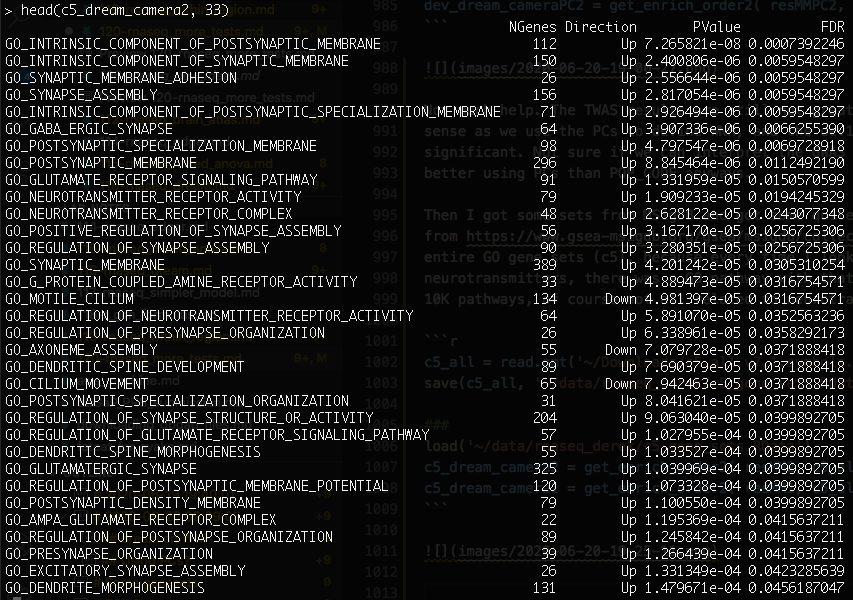 > head(c5_dream_camera2, 33)
NGenes Direction PValue FDR
GO_INTRINSIC_COMPONENT_OF_POSTSYNAPTIC_MEMBRANE 112 Up 7.265821e-08 0.0007392246
GO_INTRINSIC_COMPONENT_OF_SYNAPTIC_MEMBRANE 150 Up 2.400806e-06 0.0059548297
GO_SYNAPTIC_MEMBRANE_ADHESION 26 Up 2.556644e-06 0.0059548297
GO_SYNAPSE_ASSEMBLY 156 Up 2.817054e-06 0.0059548297
GO_INTRINSIC_COMPONENT_OF_POSTSYNAPTIC_SPECIALIZATION_MEMBRANE 71 Up 2.926494e-06 0.0059548297
GO_GABA_ERGIC_SYNAPSE 64 Up 3.907336e-06 0.0066255390
GO_POSTSYNAPTIC_SPECIALIZATION_MEMBRANE 98 Up 4.797547e-06 0.0069728918
GO_POSTSYNAPTIC_MEMBRANE 296 Up 8.845464e-06 0.0112492190
GO_GLUTAMATE_RECEPTOR_SIGNALING_PATHWAY 91 Up 1.331959e-05 0.0150570599
GO_NEUROTRANSMITTER_RECEPTOR_ACTIVITY 79 Up 1.909233e-05 0.0194245329
GO_NEUROTRANSMITTER_RECEPTOR_COMPLEX 48 Up 2.628122e-05 0.0243077348
GO_POSITIVE_REGULATION_OF_SYNAPSE_ASSEMBLY 56 Up 3.167170e-05 0.0256725306
GO_REGULATION_OF_SYNAPSE_ASSEMBLY 90 Up 3.280351e-05 0.0256725306
GO_SYNAPTIC_MEMBRANE 389 Up 4.201242e-05 0.0305310254
GO_G_PROTEIN_COUPLED_AMINE_RECEPTOR_ACTIVITY 33 Up 4.889473e-05 0.0316754571
GO_MOTILE_CILIUM 134 Down 4.981397e-05 0.0316754571
GO_REGULATION_OF_NEUROTRANSMITTER_RECEPTOR_ACTIVITY 64 Up 5.891070e-05 0.0352563236
GO_REGULATION_OF_PRESYNAPSE_ORGANIZATION 26 Up 6.338961e-05 0.0358292173
GO_AXONEME_ASSEMBLY 55 Down 7.079728e-05 0.0371888418
GO_DENDRITIC_SPINE_DEVELOPMENT 89 Up 7.690379e-05 0.0371888418
GO_CILIUM_MOVEMENT 65 Down 7.942463e-05 0.0371888418
GO_POSTSYNAPTIC_SPECIALIZATION_ORGANIZATION 31 Up 8.041621e-05 0.0371888418
GO_REGULATION_OF_SYNAPSE_STRUCTURE_OR_ACTIVITY 204 Up 9.063040e-05 0.0399892705
GO_REGULATION_OF_GLUTAMATE_RECEPTOR_SIGNALING_PATHWAY 57 Up 1.027955e-04 0.0399892705
GO_DENDRITIC_SPINE_MORPHOGENESIS 55 Up 1.033527e-04 0.0399892705
GO_GLUTAMATERGIC_SYNAPSE 325 Up 1.039969e-04 0.0399892705
GO_REGULATION_OF_POSTSYNAPTIC_MEMBRANE_POTENTIAL 120 Up 1.073328e-04 0.0399892705
GO_POSTSYNAPTIC_DENSITY_MEMBRANE 79 Up 1.100550e-04 0.0399892705
GO_AMPA_GLUTAMATE_RECEPTOR_COMPLEX 22 Up 1.195369e-04 0.0415637211
GO_REGULATION_OF_POSTSYNAPSE_ORGANIZATION 89 Up 1.245842e-04 0.0415637211
GO_PRESYNAPSE_ORGANIZATION 39 Up 1.266439e-04 0.0415637211
GO_EXCITATORY_SYNAPSE_ASSEMBLY 26 Up 1.331349e-04 0.0423285639
GO_DENDRITE_MORPHOGENESIS 131 Up 1.479671e-04 0.0456187047